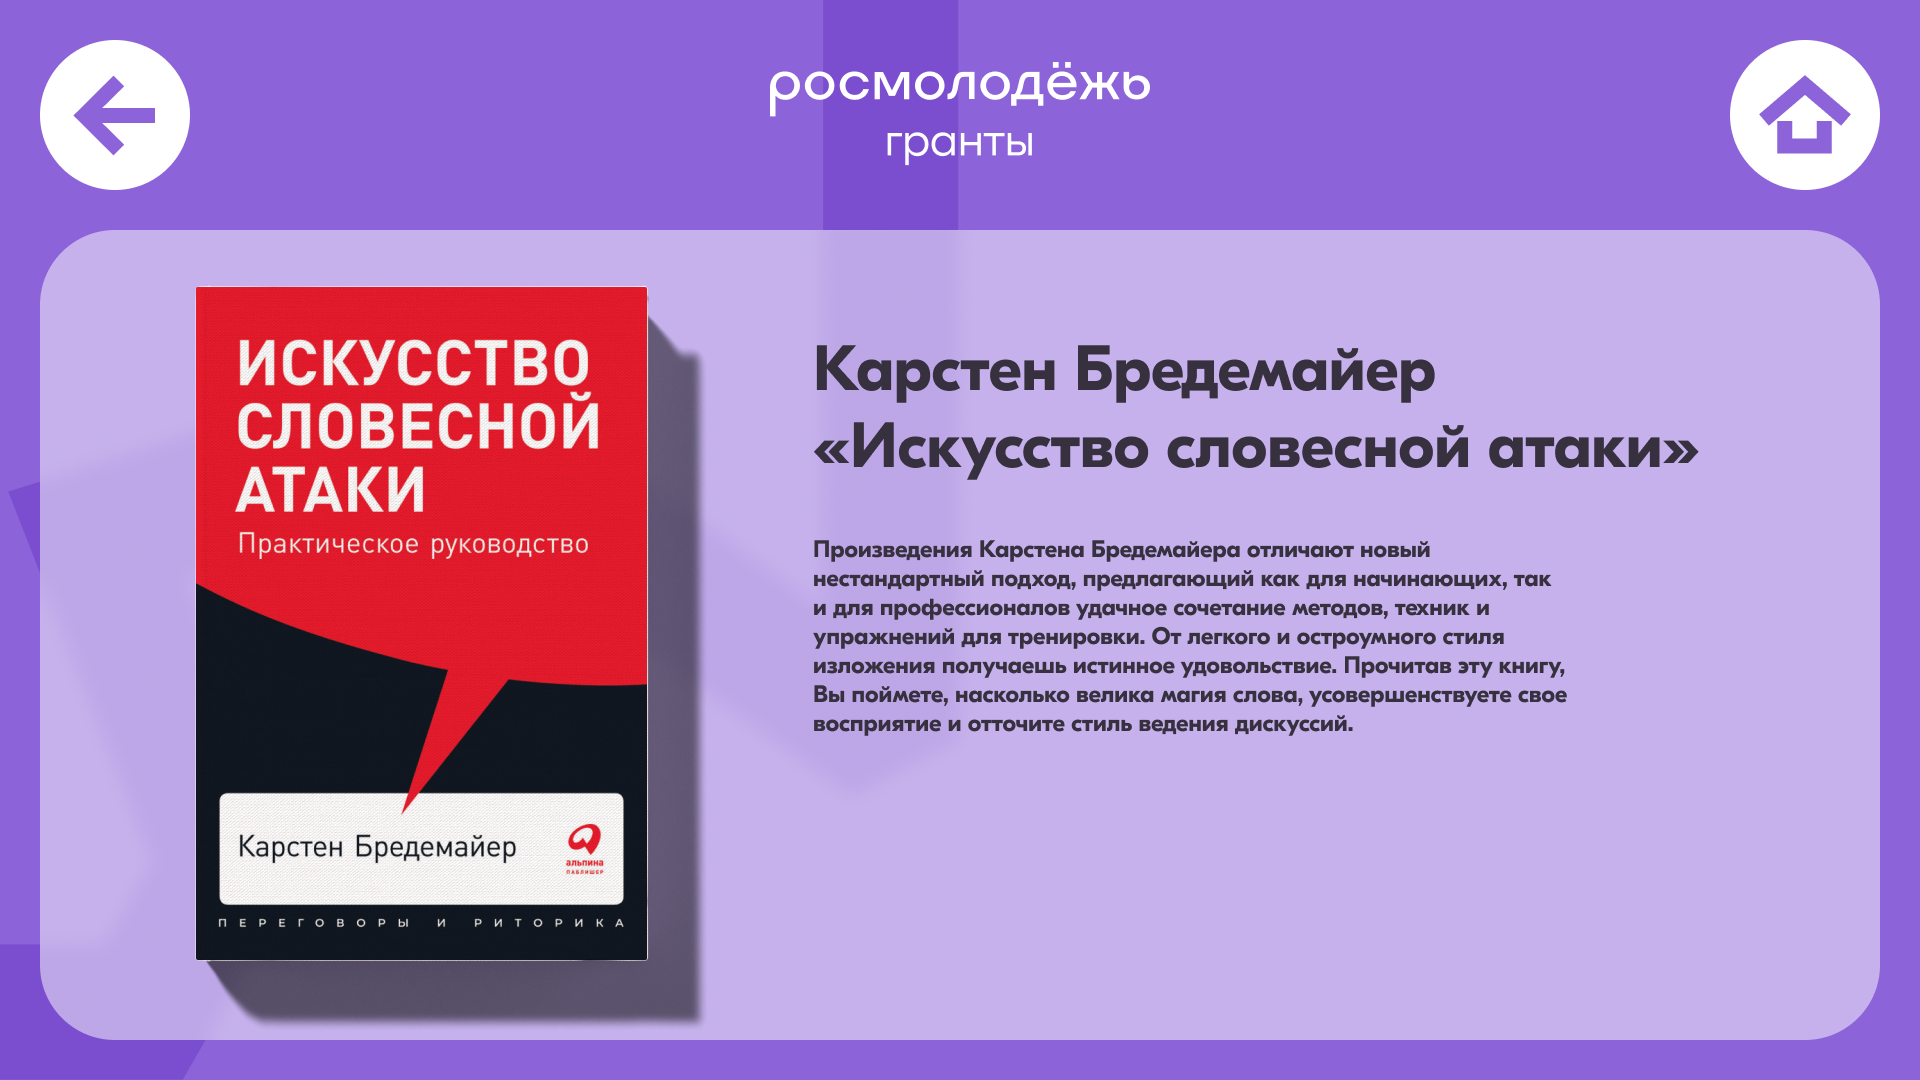 росмолодёжь
гранты
ИСКУССТВО
СЛОВЕСНОЙ
АТАКИ
Практическое руководство
Карстен Бредемайер
альпина
ПАБЛИШЕР
ПЕРЕГОВОРЫ И РИТОРИКА
Карстен Бредемайер
«Искусство словесной атаки»
Произведения Карстена Бредемайера отличают новый
нестандартный подход, предлагающий как для начинающих, так
и для профессионалов удачное сочетание методов, техник и
упражнений для тренировки. От легкого и остроумного стиля
изложения получаешь истинное удовольствие. Прочитав эту книгу,
Вы поймете, насколько велика магия слова, усовершенствуете свое
восприятие и отточите стиль ведения дискуссий.